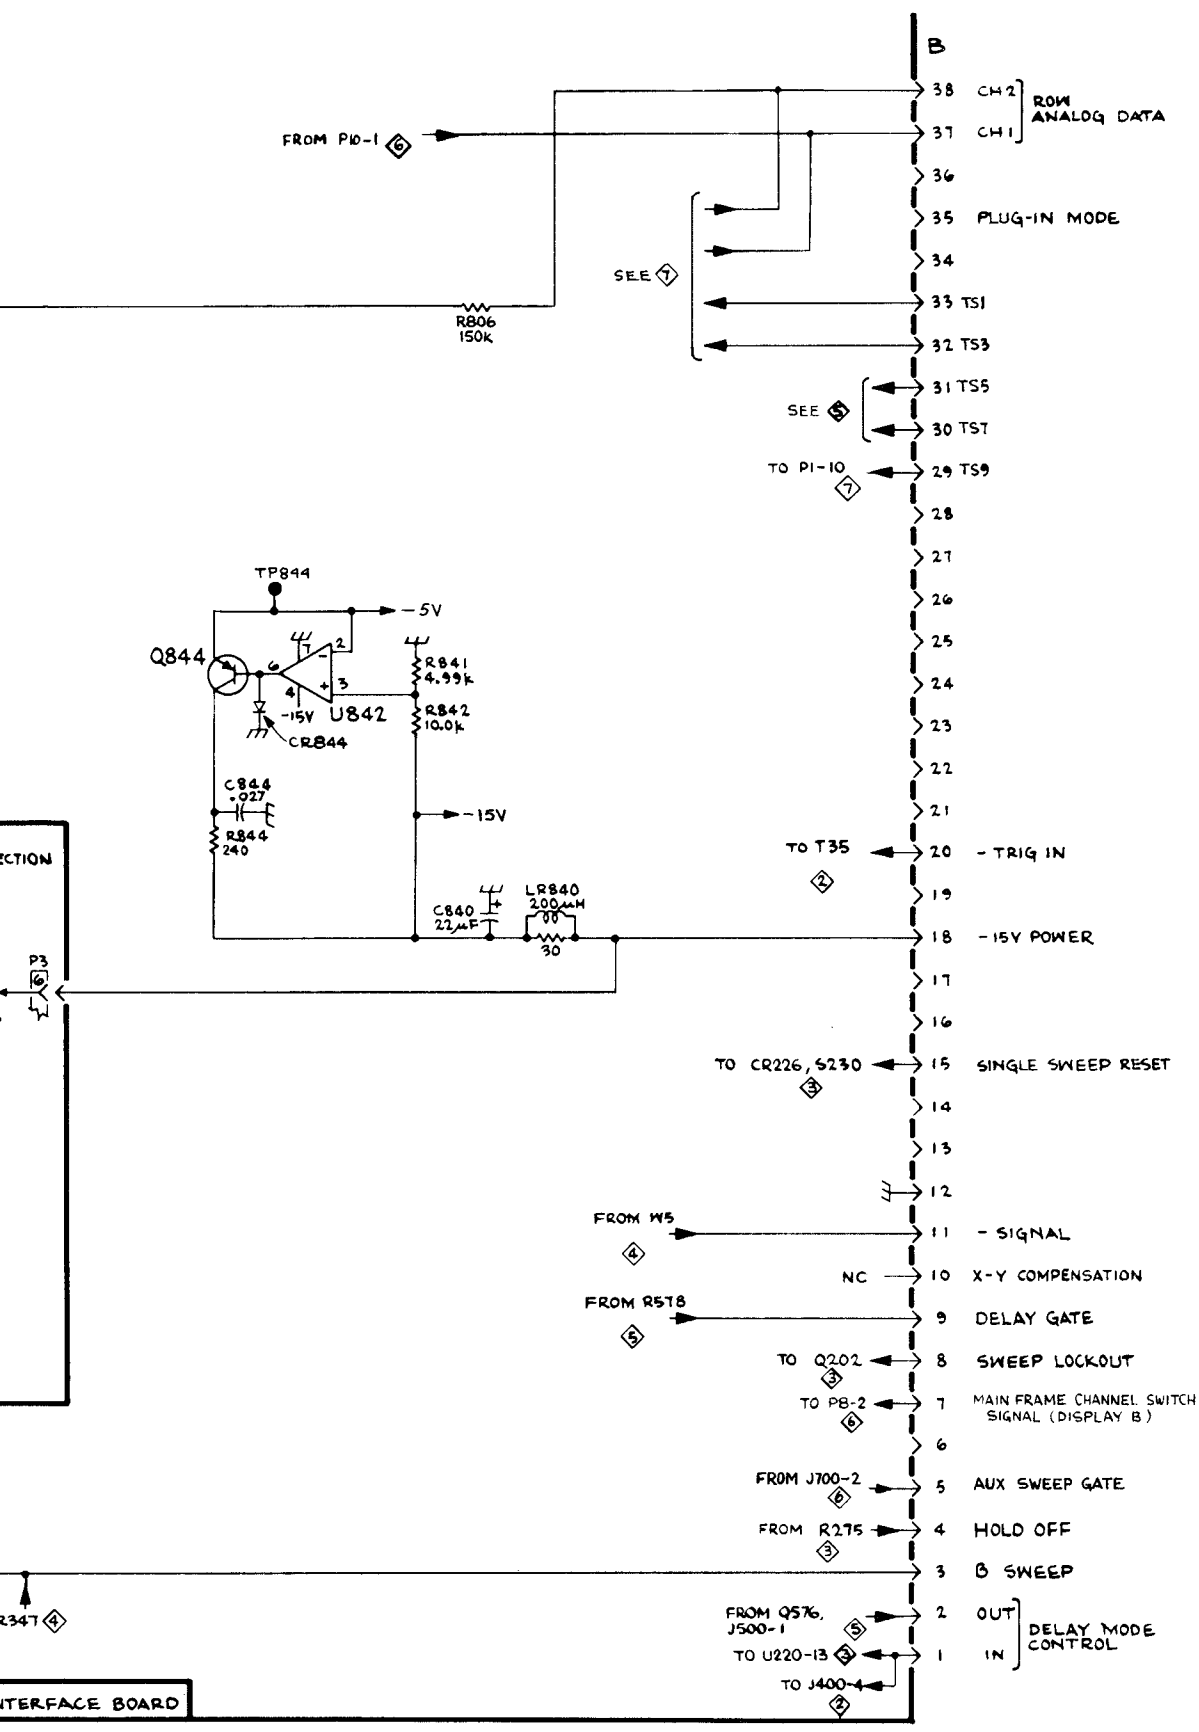 B
38 CH 2
ROW
ANALOG DATA
FROM P10-1 6
37 CH 1
36
35 PLUG-IN MODE
34
SEE 7
33 TS1
R806
150K
32 TS3
31 TS5
SEE 5
30 TS7
TO P1-10
7
29 TS9
28
27
TP844
26
-5V
25
Q844
6
7
2
-
R841
4.99K
24
4
+
3
-15V
U842
R842
10.0K
23
CR844
22
C844
.027
-15V
21
R844
240
ECTION
TO T35
2
20 - TRIG IN
19
C840
22µF
+
LR840
200µH
30
18 -15V POWER
P3
6
17
16
TO CR226, S230
3
15 SINGLE SWEEP RESET
14
13
12
FROM W5
4
11 - SIGNAL
NC
10 X-Y COMPENSATION
FROM R578
5
9 DELAY GATE
TO Q202
3
8 SWEEP LOCKOUT
TO P8-2
6
7 MAIN FRAME CHANNEL SWITCH
SIGNAL (DISPLAY B)
6
FROM J700-2
6
5 AUX SWEEP GATE
FROM R275
3
4 HOLD OFF
3 B SWEEP
R347 4
FROM Q576,
J500-1
5
2 OUT
DELAY MODE
CONTROL
TO U220-13 3
1 IN
TO J400-4
2
NTERFACE BOARD